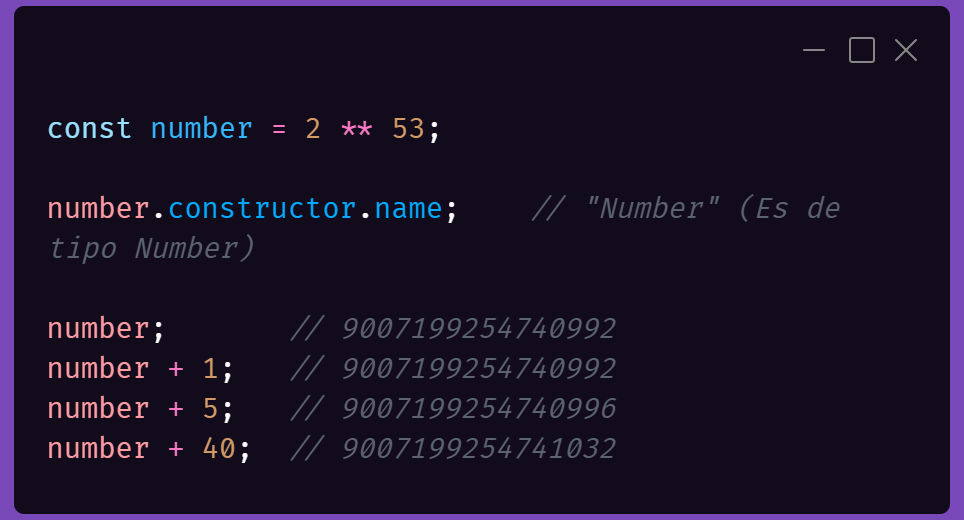 const number = 2 ** 53;
number.constructor.name;    // "Number" (Es de
tipo Number)
number;       // 9007199254740992
number + 1;   // 9007199254740992
number + 5;   // 9007199254740996
number + 40;  // 9007199254741032